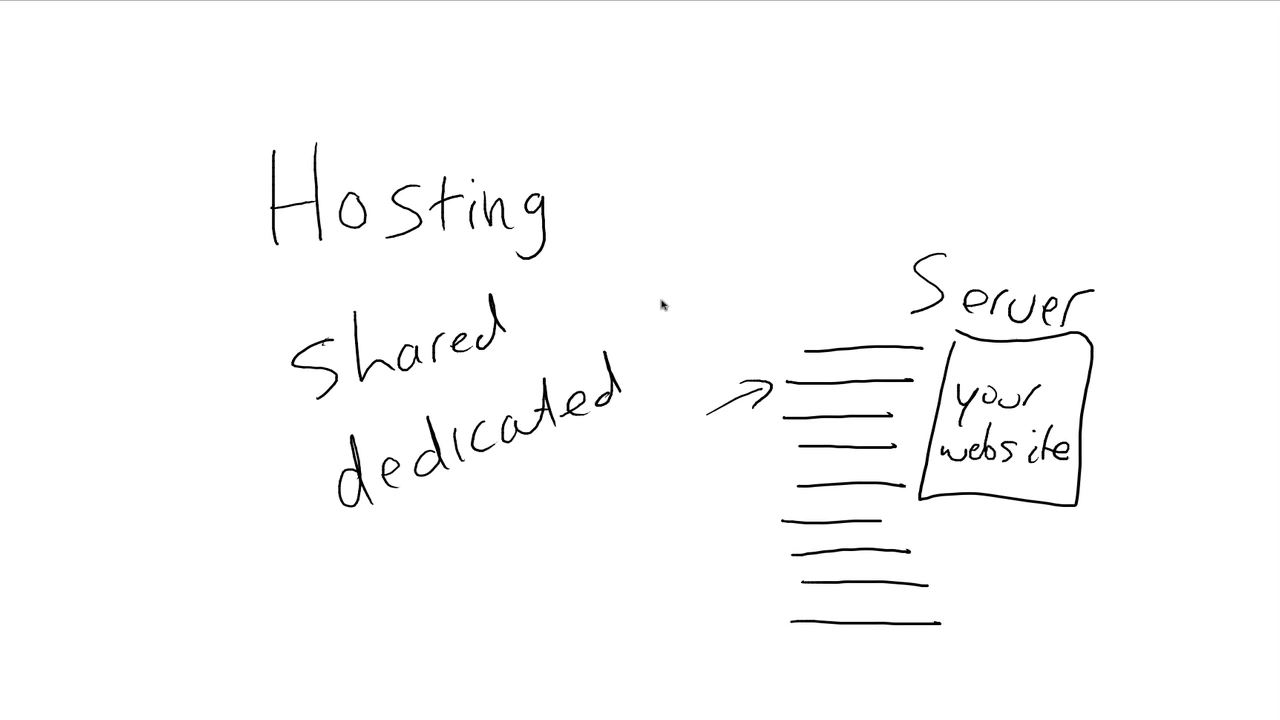 Hosting
shared
dedicated
Server
your
website